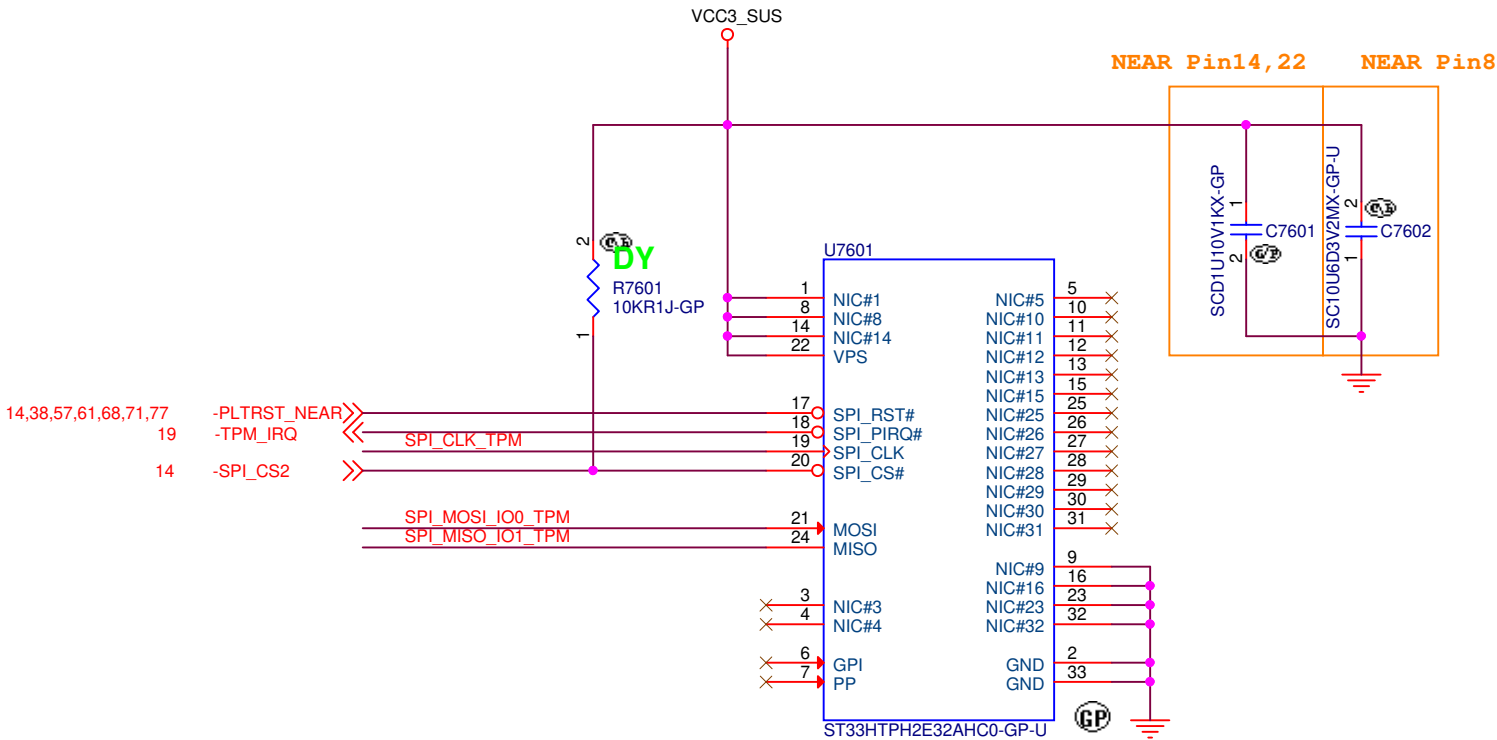 VCC3_SUS
NEAR Pin14,22
NEAR Pin8
2
DY
R7601
10KR1J-GP
1
SCD1U10V1KX-GP
1
2
C7601
SC10U6D3V2MX-GP-U
2
1
C7602
U7601
1 NIC#1
8 NIC#8
14 NIC#14
22 VPS
14,38,57,61,68,71,77 -PLTRST_NEAR 17 SPI_RST#
19 -TPM_IRQ 18 SPI_PIRQ#
SPI_CLK_TPM 19 SPI_CLK
14 -SPI_CS2 20 SPI_CS#
SPI_MOSI_IO0_TPM 21 MOSI
SPI_MISO_IO1_TPM 24 MISO
3 NIC#3
4 NIC#4
6 GPI
7 PP
NIC#5 5
NIC#10 10
NIC#11 11
NIC#12 12
NIC#13 13
NIC#15 15
NIC#25 25
NIC#26 26
NIC#27 27
NIC#28 28
NIC#29 29
NIC#30 30
NIC#31 31
NIC#9 9
NIC#16 16
NIC#23 23
NIC#32 32
GND 2
GND 33
GP
ST33HTPH2E32AHC0-GP-U